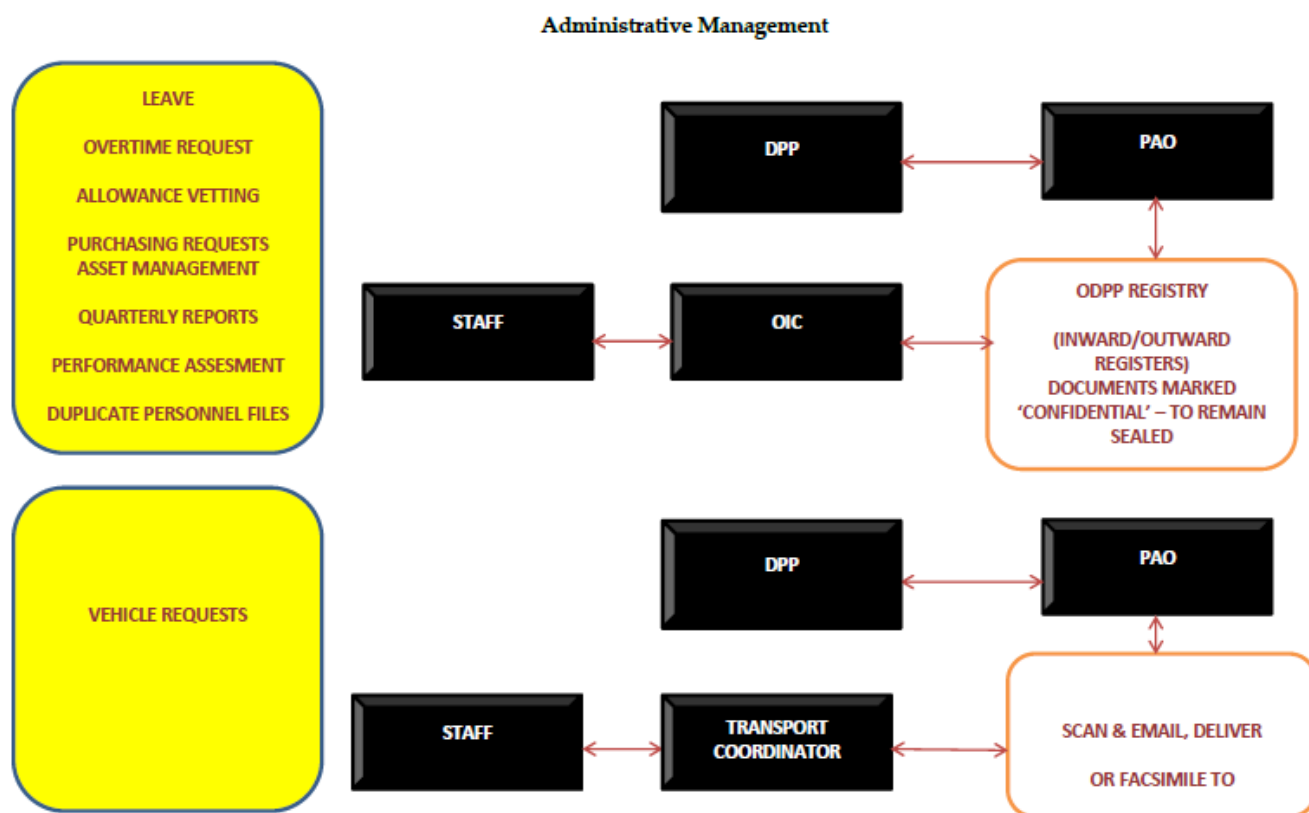 Administrative Management
LEAVE
OVERTIME REQUEST
ALLOWANCE VETTING
PURCHASING REQUESTS
ASSET MANAGEMENT
QUARTERLY REPORTS
PERFORMANCE ASSESMENT
DUPLICATE PERSONNEL FILES
DPP
PAO
STAFF
OIC
ODPP REGISTRY
(INWARD/OUTWARD
REGISTERS)
DOCUMENTS MARKED
‘CONFIDENTIAL’ – TO REMAIN
SEALED
VEHICLE REQUESTS
DPP
PAO
STAFF
TRANSPORT
COORDINATOR
SCAN & EMAIL, DELIVER
OR FACSIMILE TO